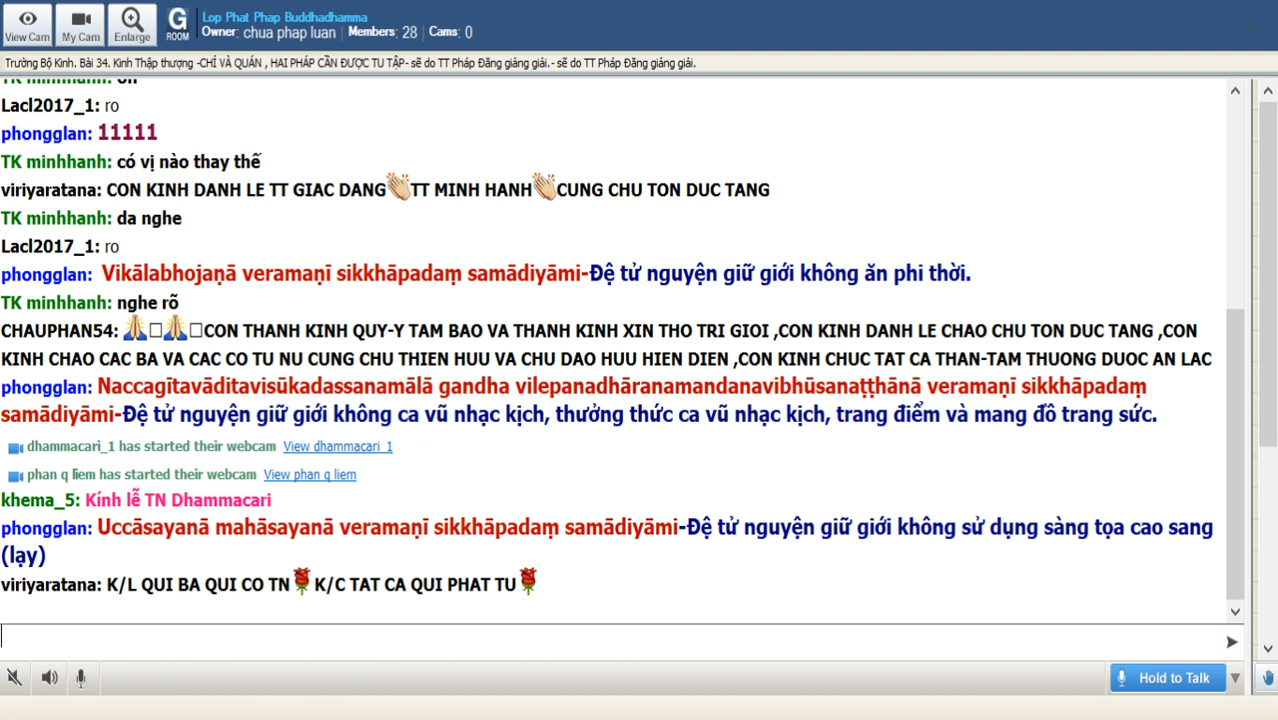 View Cam
My Cam
Enlarge
G
ROOM
Lop Phat Phap Buddhadhamma
Owner: chua phap luan | Members: 28 | Cams: 0
Trường Bộ Kinh. Bài 34. Kinh Thập thượng -CHỈ VÀ QUÁN , HAI PHÁP CẦN ĐƯỢC TU TẬP- sẽ do TT Pháp Đăng giảng giải.- sẽ do TT Pháp Đăng giảng giải.
TK minhhanh: on
Lacl2017_1: ro
phongglan: 11111
TK minhhanh: có vị nào thay thế
viriyaratana: CON KINH DANH LE TT GIAC DANG👏TT MINH HANH👏CUNG CHU TON DUC TANG
TK minhhanh: da nghe
Lacl2017_1: ro
phongglan: Vikālabhojaṇā veramaṇī sikkhāpadaṃ samādiyāmi-Đệ tử nguyện giữ giới không ăn phi thời.
TK minhhanh: nghe rõ
CHAUPHAN54: 🙏□🙏□CON THANH KINH QUY-Y TAM BAO VA THANH KINH XIN THO TRI GIOI ,CON KINH DANH LE CHAO CHU TON DUC TANG ,CON
KINH CHAO CAC BA VA CAC CO TU NU CUNG CHU THIEN HUU VA CHU DAO HUU HIEN DIEN ,CON KINH CHUC TAT CA THAN-TAM THUONG DUOC AN LAC
phongglan: Naccagītavāditavisūkadassanamālā gandha vilepanadhāranamandanavibhūsanaṭṭhānā veramaṇī sikkhāpadaṃ
samādiyāmi-Đệ tử nguyện giữ giới không ca vũ nhạc kịch, thưởng thức ca vũ nhạc kịch, trang điểm và mang đồ trang sức.
dhammacari_1 has started their webcam View dhammacari_1
phan q liem has started their webcam View phan q liem
khema_5: Kính lễ TN Dhammacari
phongglan: Uccāsayanā mahāsayanā veramaṇī sikkhāpadaṃ samādiyāmi-Đệ tử nguyện giữ giới không sử dụng sàng tọa cao sang
(lạy)
viriyaratana: K/L QUI BA QUI CO TN🌹K/C TAT CA QUI PHAT TU🌹
Hold to Talk